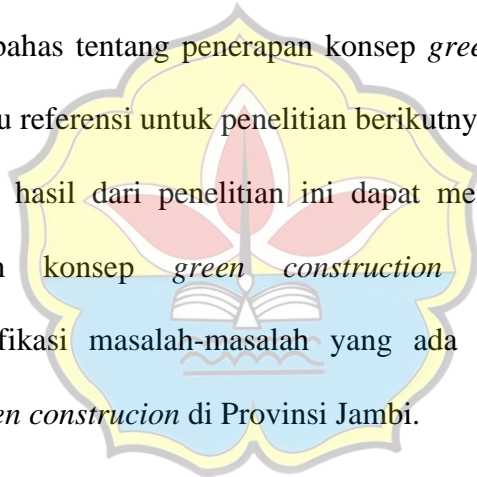 bahas tentang penerapan konsep gree
u referensi untuk penelitian berikutny
hasil dari penelitian ini dapat me
konsep green construction
fikasi masalah-masalah yang ada
en construcion di Provinsi Jambi.